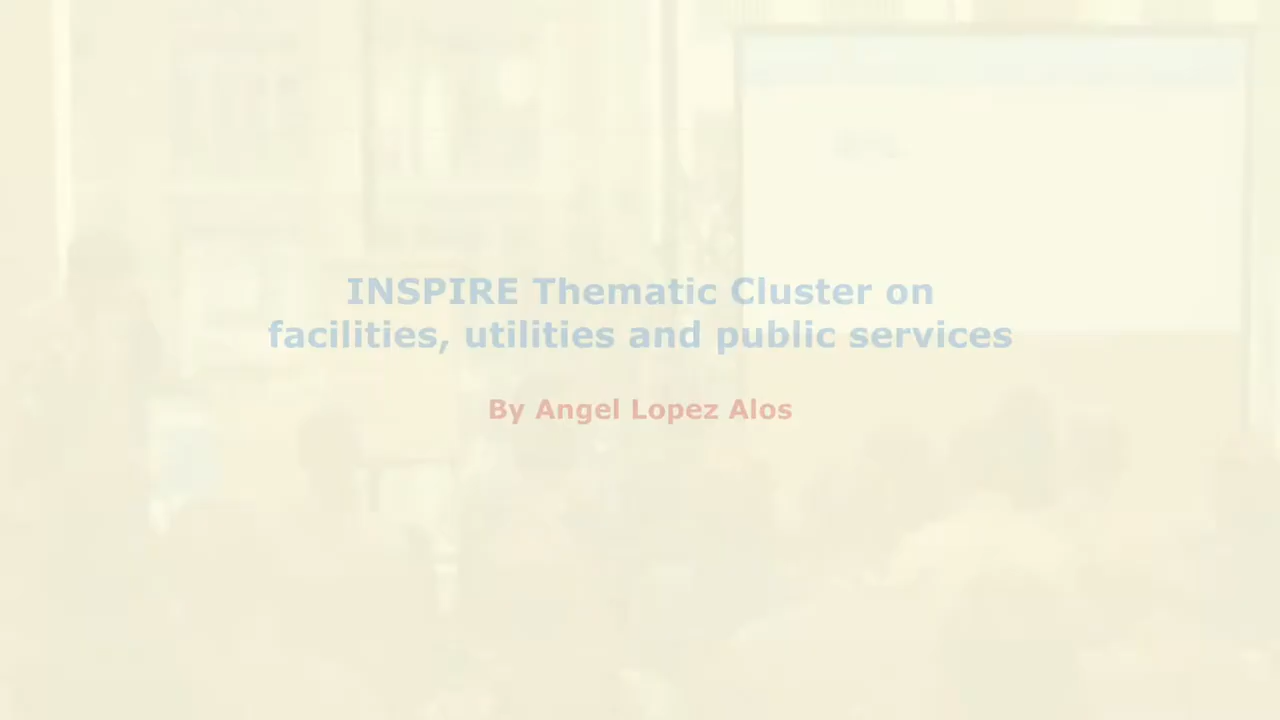 INSPIRE Thematic Cluster on
facilities, utilities and public services
By Angel Lopez Alos